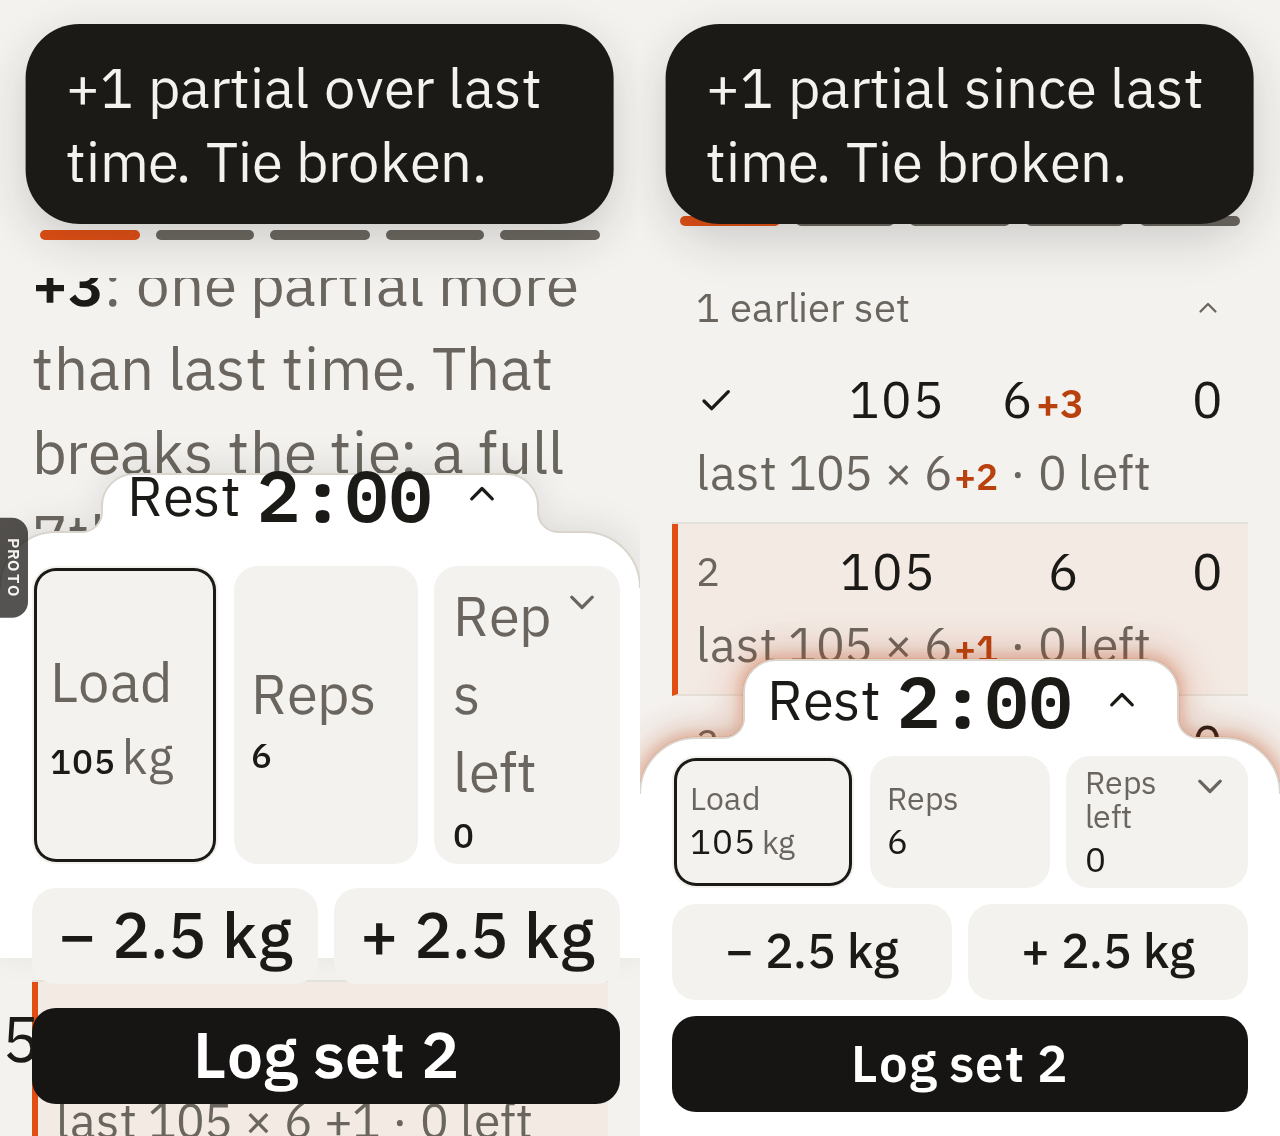 +1 partial over last
time. Tie broken.
+3: one partial more
than last time. That
breaks the tie: a full
Rest 2:00
PROTO
Load
105 kg
Reps
6
Rep
s
left
0
− 2.5 kg
+ 2.5 kg
5
Log set 2
last 105 × 6 +1 · 0 left
+1 partial since last
time. Tie broken.
1 earlier set
105 6 +3 0
last 105 × 6 +2 · 0 left
2 105 6 0
last 105 × 6 +1 · 0 left
Rest 2:00
Load
105 kg
Reps
6
Reps
left
0
− 2.5 kg
+ 2.5 kg
Log set 2